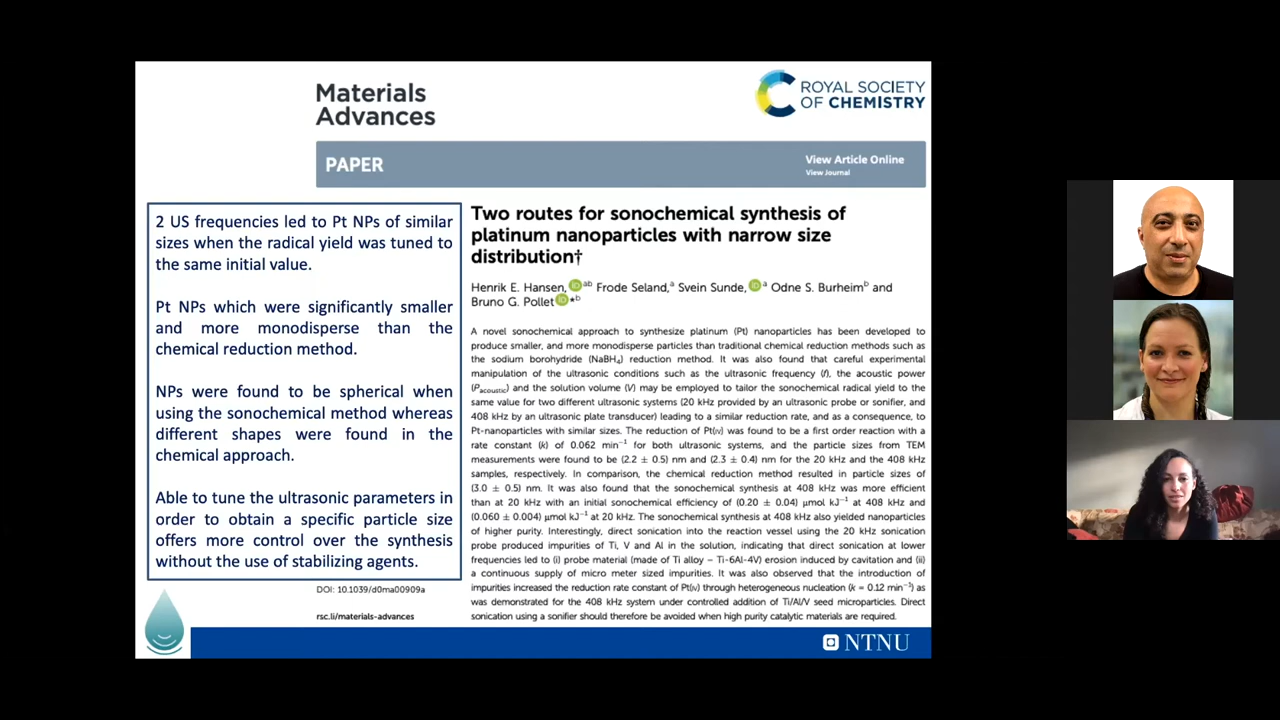 Materials
Advances
ROYAL SOCIETY
OF CHEMISTRY
PAPER
View Article Online
View Journal
2 US frequencies led to Pt NPs of similar
sizes when the radical yield was tuned to
the same initial value.
Pt NPs which were significantly smaller
and more monodisperse than the
chemical reduction method.
NPs were found to be spherical when
using the sonochemical method whereas
different shapes were found in the
chemical approach.
Able to tune the ultrasonic parameters in
order to obtain a specific particle size
offers more control over the synthesis
without the use of stabilizing agents.
Two routes for sonochemical synthesis of
platinum nanoparticles with narrow size
distribution†
Henrik E. Hansen, iD ab Frode Seland,a Svein Sunde, iD a Odne S. Burheimb and
Bruno G. Pollet iD *b
A novel sonochemical approach to synthesize platinum (Pt) nanoparticles has been developed to
produce smaller, and more monodisperse particles than traditional chemical reduction methods such as
the sodium borohydride (NaBH₄) reduction method. It was also found that careful experimental
manipulation of the ultrasonic conditions such as the ultrasonic frequency (f), the acoustic power
(Pacoustic) and the solution volume (V) may be employed to tailor the sonochemical radical yield to the
same value for two different ultrasonic systems (20 kHz provided by an ultrasonic probe or sonifier, and
408 kHz by an ultrasonic plate transducer) leading to a similar reduction rate, and as a consequence, to
Pt-nanoparticles with similar sizes. The reduction of Pt(IV) was found to be a first order reaction with a
rate constant (k) of 0.062 min⁻¹ for both ultrasonic systems, and the particle sizes from TEM
measurements were found to be (2.2 ± 0.5) nm and (2.3 ± 0.4) nm for the 20 kHz and the 408 kHz
samples, respectively. In comparison, the chemical reduction method resulted in particle sizes of
(3.0 ± 0.5) nm. It was also found that the sonochemical synthesis at 408 kHz was more efficient
than at 20 kHz with an initial sonochemical efficiency of (0.20 ± 0.04) μmol kJ⁻¹ at 408 kHz and
(0.060 ± 0.004) μmol kJ⁻¹ at 20 kHz. The sonochemical synthesis at 408 kHz also yielded nanoparticles
of higher purity. Interestingly, direct sonication into the reaction vessel using the 20 kHz sonication
probe produced impurities of Ti, V and Al in the solution, indicating that direct sonication at lower
frequencies led to (i) probe material (made of Ti alloy – Ti-6Al-4V) erosion induced by cavitation and (ii)
a continuous supply of micro meter sized impurities. It was also observed that the introduction of
impurities increased the reduction rate constant of Pt(IV) through heterogeneous nucleation (k = 0.12 min⁻¹) as
was demonstrated for the 408 kHz system under controlled addition of Ti/Al/V seed microparticles. Direct
sonication using a sonifier should therefore be avoided when high purity catalytic materials are required.
DOI: 10.1039/d0ma00909a
rsc.li/materials-advances
NTNU